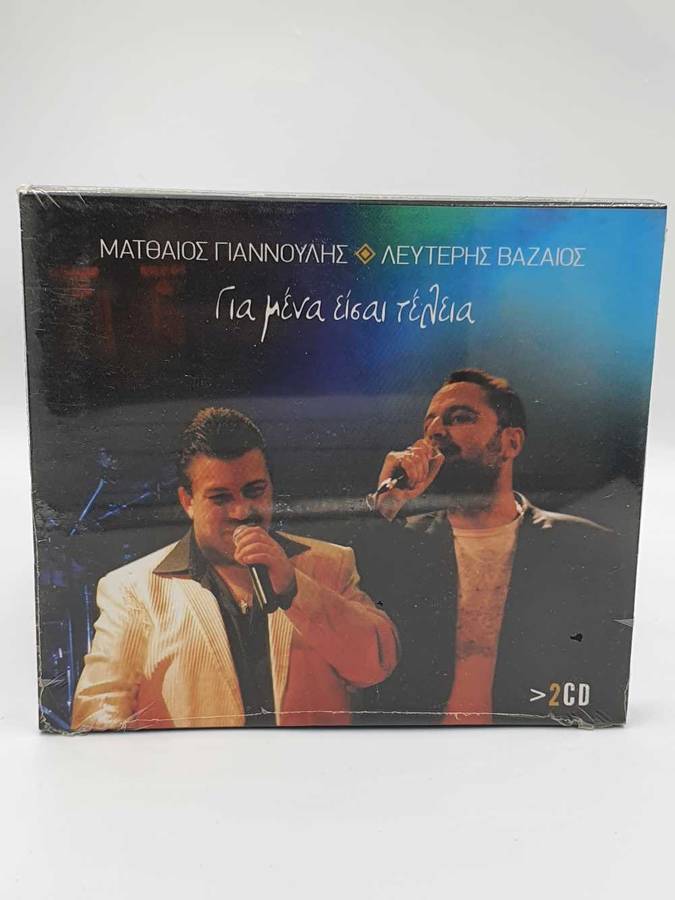 ΜΑΤΘΑΙΟΣ ΓΙΑΝΝΟΥΛΗΣ ΛΕΥΤΕΡΗΣ ΒΑΖΑΙΟΣ
Για μένα είσαι τέλεια
>2CD